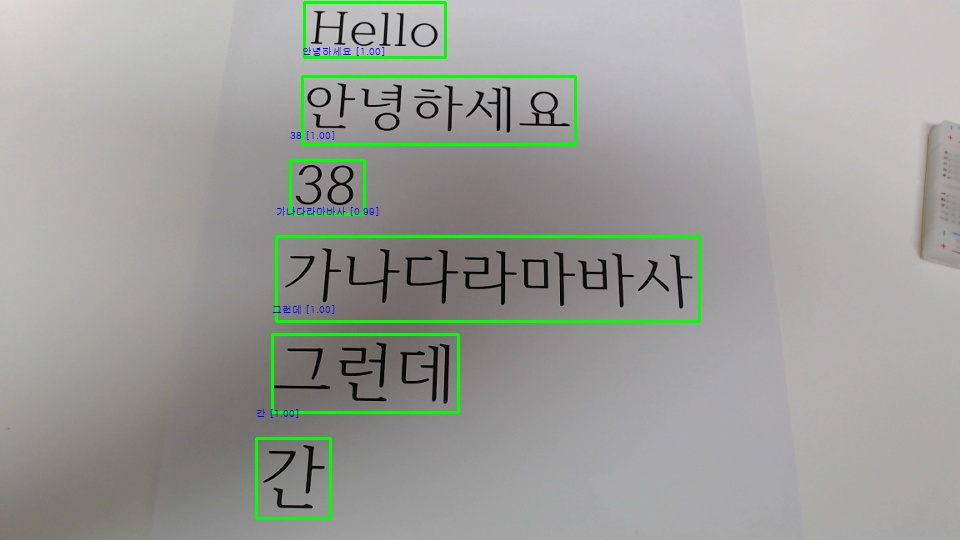 Hello
안녕하세요 [1.00]
안녕하세요
38 [1.00]
38
가나다라마바사 [0.99]
가나다라마바사
그런데 [1.00]
그런데
칸 [1.00]
간